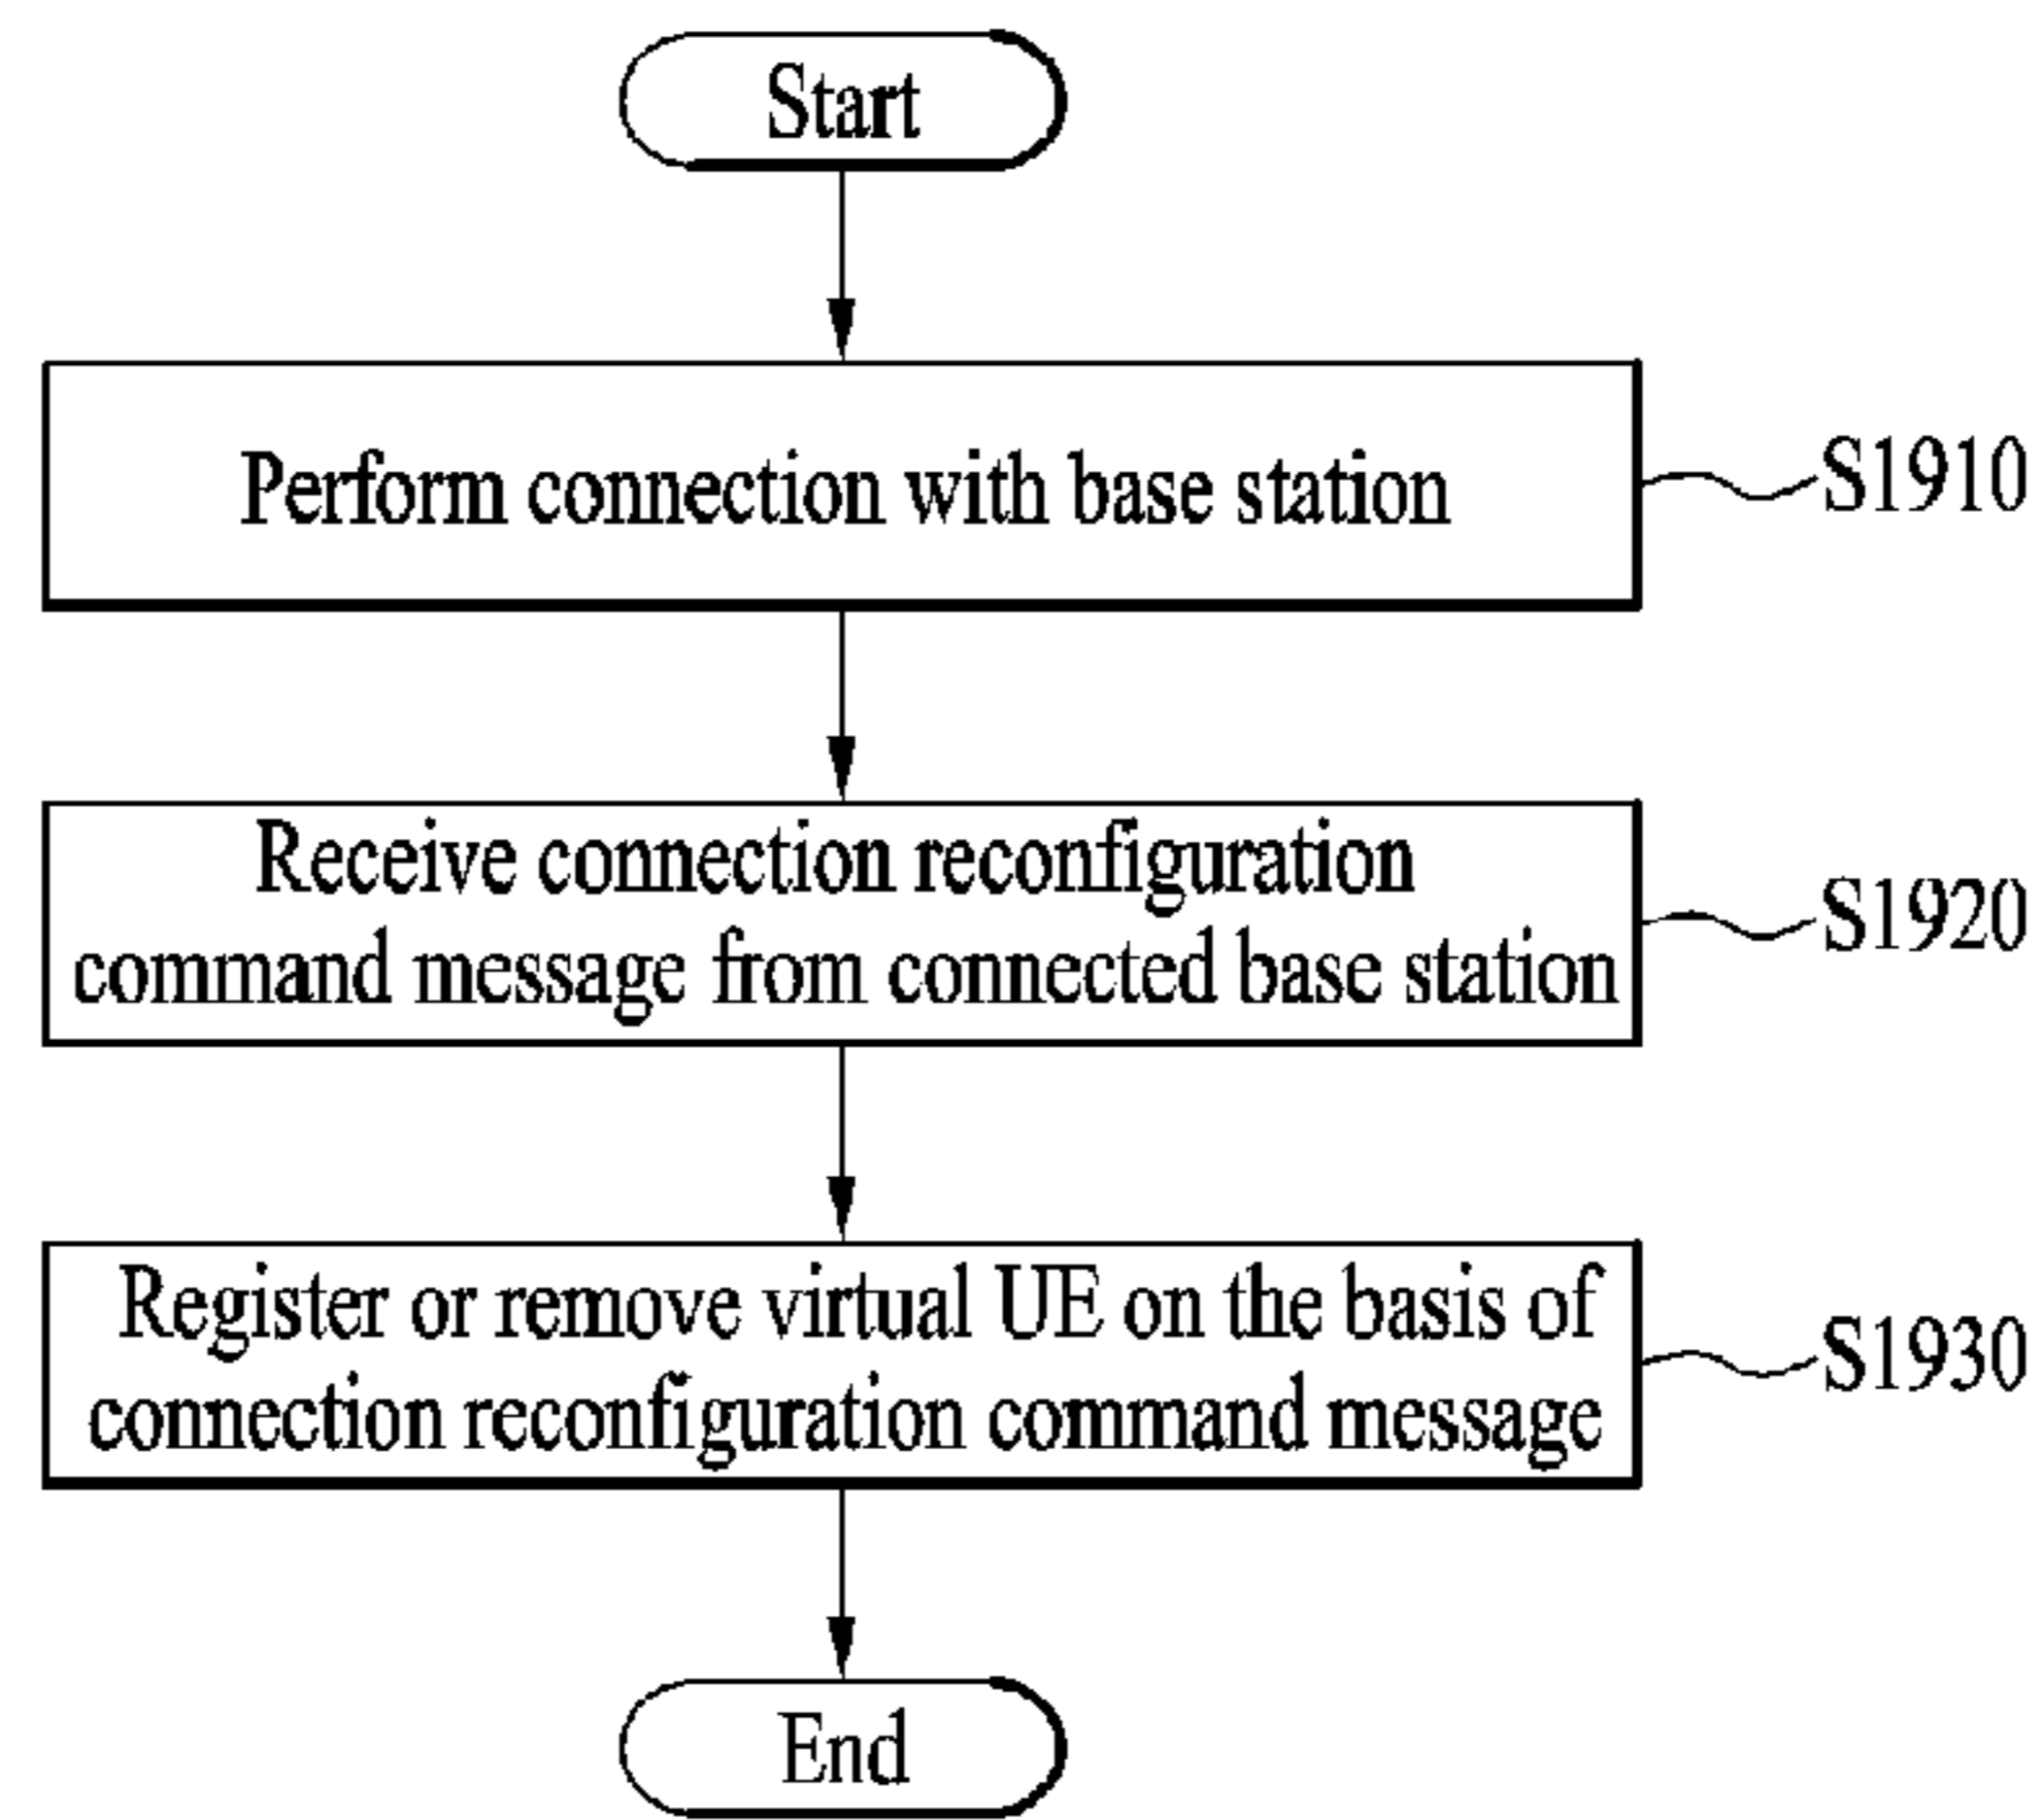 Start
Perform connection with base station
S1910
Receive connection reconfiguration
command message from connected base station
S1920
Register or remove virtual UE on the basis of
connection reconfiguration command message
S1930
End